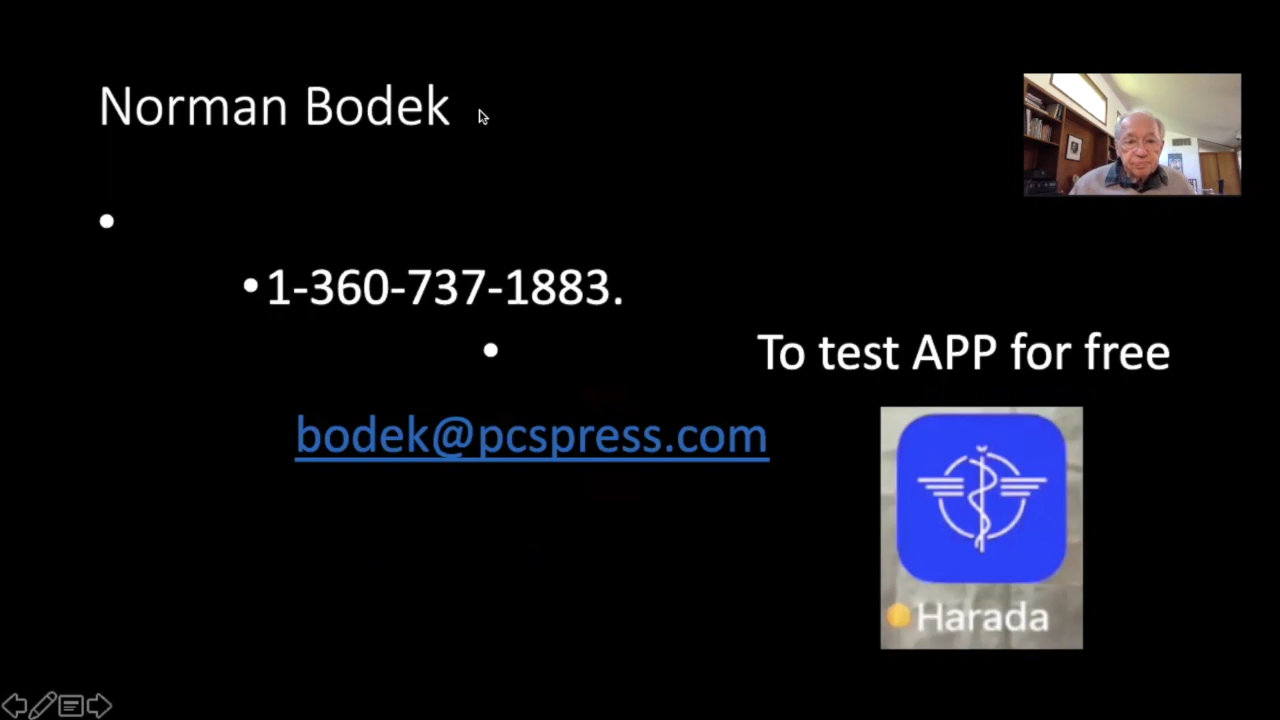 Norman Bodek
• 
• 1-360-737-1883.
• To test APP for free
bodek@pcspress.com
Harada